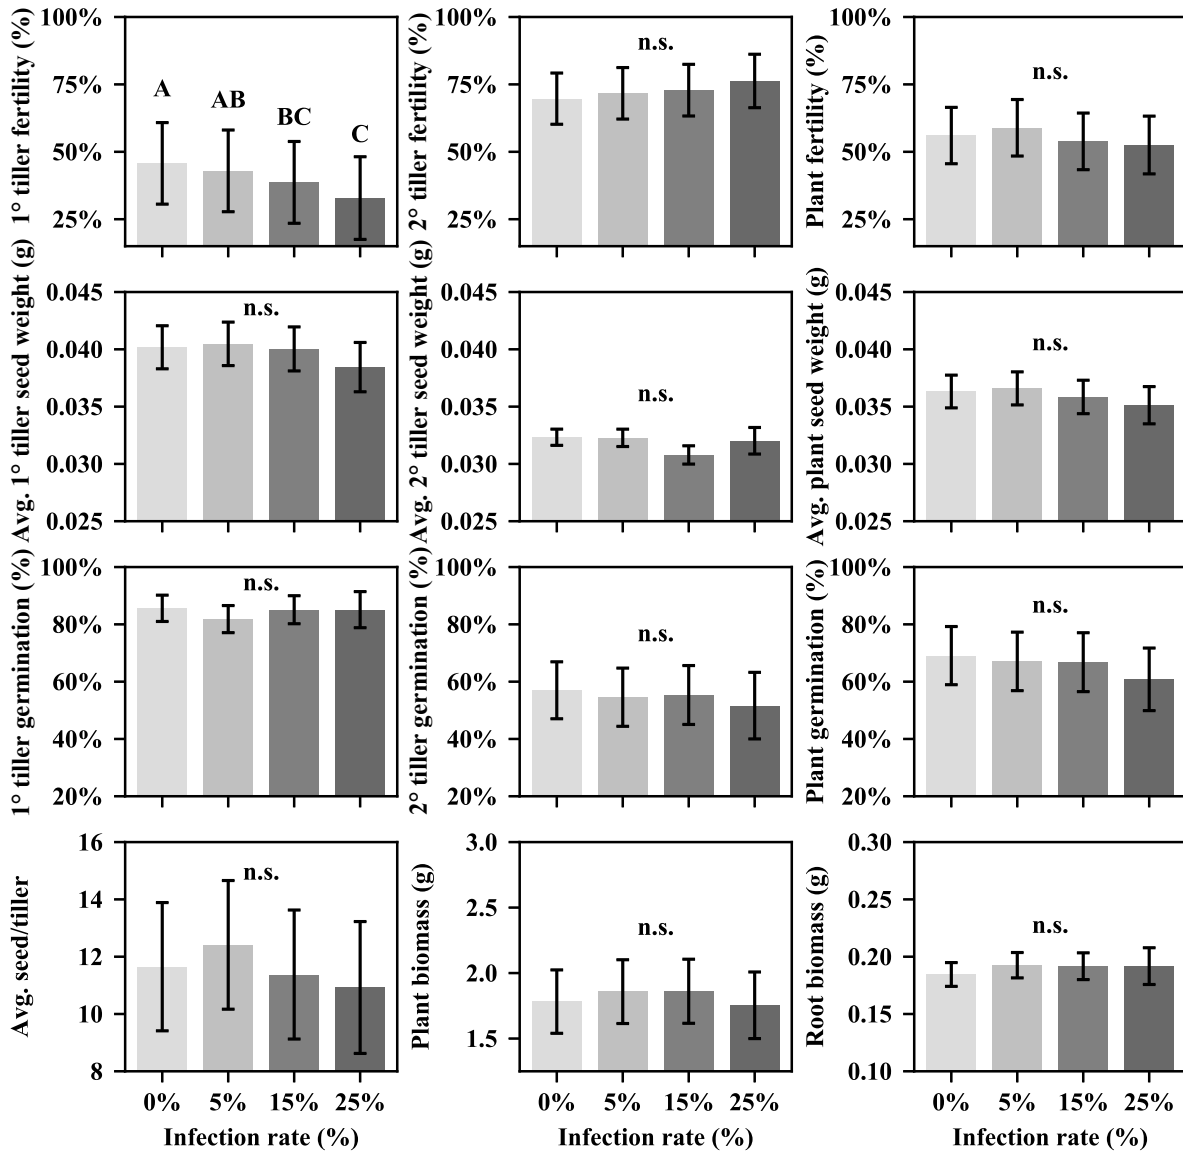 1° tiller fertility (%)
100%
75%
50%
25%
A
AB
BC
C
2° tiller fertility (%)
100%
75%
50%
25%
n.s.
Plant fertility (%)
100%
75%
50%
25%
n.s.
Avg. 1° tiller seed weight (g)
0.045
0.040
0.035
0.030
0.025
n.s.
Avg. 2° tiller seed weight (g)
0.045
0.040
0.035
0.030
0.025
n.s.
Avg. plant seed weight (g)
0.045
0.040
0.035
0.030
0.025
n.s.
1° tiller germination (%)
100%
80%
60%
40%
20%
n.s.
2° tiller germination (%)
100%
80%
60%
40%
20%
n.s.
Plant germination (%)
100%
80%
60%
40%
20%
n.s.
Avg. seed/tiller
16
14
12
10
8
n.s.
0% 5% 15% 25%
Infection rate (%)
Plant biomass (g)
3.0
2.5
2.0
1.5
n.s.
0% 5% 15% 25%
Infection rate (%)
Root biomass (g)
0.30
0.25
0.20
0.15
0.10
n.s.
0% 5% 15% 25%
Infection rate (%)